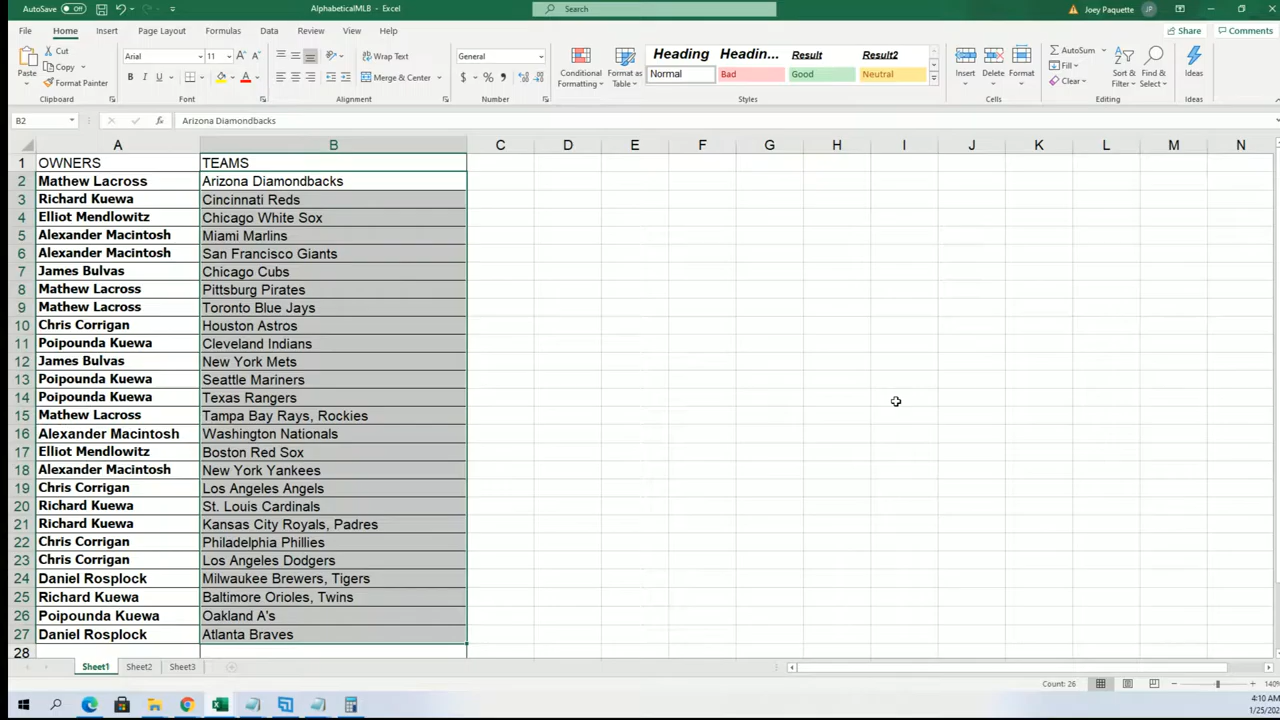 AutoSave Off AlphabeticalMLB - Excel Search Joey Paquette JP
File Home Insert Page Layout Formulas Data Review View Help Share Comments
Paste Cut Copy Format Painter Clipboard
Arial 11 A A B I U A Font
ab Wrap Text Merge & Center Alignment
General $ % , Number
Conditional Formatting Format as Table
Heading Headin... Result Result2
Normal Bad Good Neutral
Styles
Insert Delete Format Cells
AutoSum Fill Clear Sort & Filter Find & Select Editing
Ideas Ideas
B2 fx Arizona Diamondbacks
A B C D E F G H I J K L M N
1 OWNERS TEAMS
2 Mathew Lacross Arizona Diamondbacks
3 Richard Kuewa Cincinnati Reds
4 Elliot Mendlowitz Chicago White Sox
5 Alexander Macintosh Miami Marlins
6 Alexander Macintosh San Francisco Giants
7 James Bulvas Chicago Cubs
8 Mathew Lacross Pittsburg Pirates
9 Mathew Lacross Toronto Blue Jays
10 Chris Corrigan Houston Astros
11 Poipounda Kuewa Cleveland Indians
12 James Bulvas New York Mets
13 Poipounda Kuewa Seattle Mariners
14 Poipounda Kuewa Texas Rangers
15 Mathew Lacross Tampa Bay Rays, Rockies
16 Alexander Macintosh Washington Nationals
17 Elliot Mendlowitz Boston Red Sox
18 Alexander Macintosh New York Yankees
19 Chris Corrigan Los Angeles Angels
20 Richard Kuewa St. Louis Cardinals
21 Richard Kuewa Kansas City Royals, Padres
22 Chris Corrigan Philadelphia Phillies
23 Chris Corrigan Los Angeles Dodgers
24 Daniel Rosplock Milwaukee Brewers, Tigers
25 Richard Kuewa Baltimore Orioles, Twins
26 Poipounda Kuewa Oakland A's
27 Daniel Rosplock Atlanta Braves
28
Sheet1 Sheet2 Sheet3
Count: 26 140%
4:10 AM